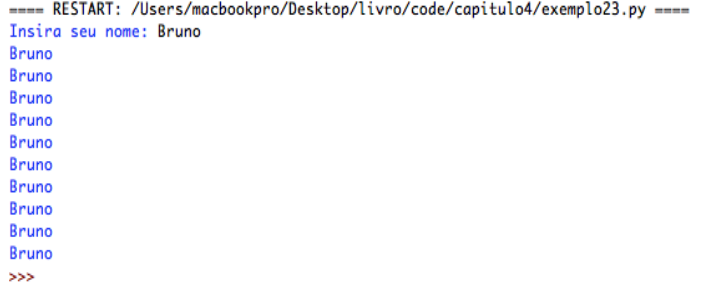 ==== RESTART: /Users/macbookpro/Desktop/livro/code/capitulo4/exemplo23.py ====
Insira seu nome: Bruno
Bruno
Bruno
Bruno
Bruno
Bruno
Bruno
Bruno
Bruno
Bruno
Bruno
>>>